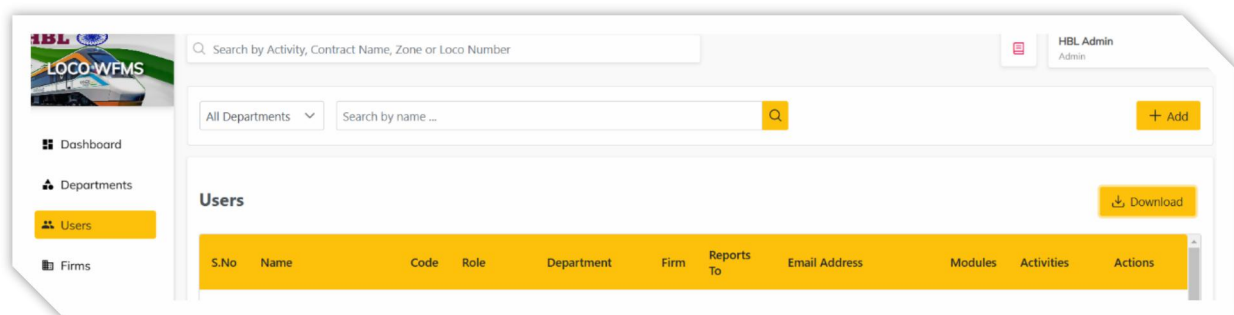 HBL
LOCO WFMS
Search by Activity, Contract Name, Zone or Loco Number
HBL Admin
Admin
All Departments
Search by name ...
+ Add
Dashboard
Departments
Users
Firms
Users
Download
S.No Name Code Role Department Firm Reports To Email Address Modules Activities Actions